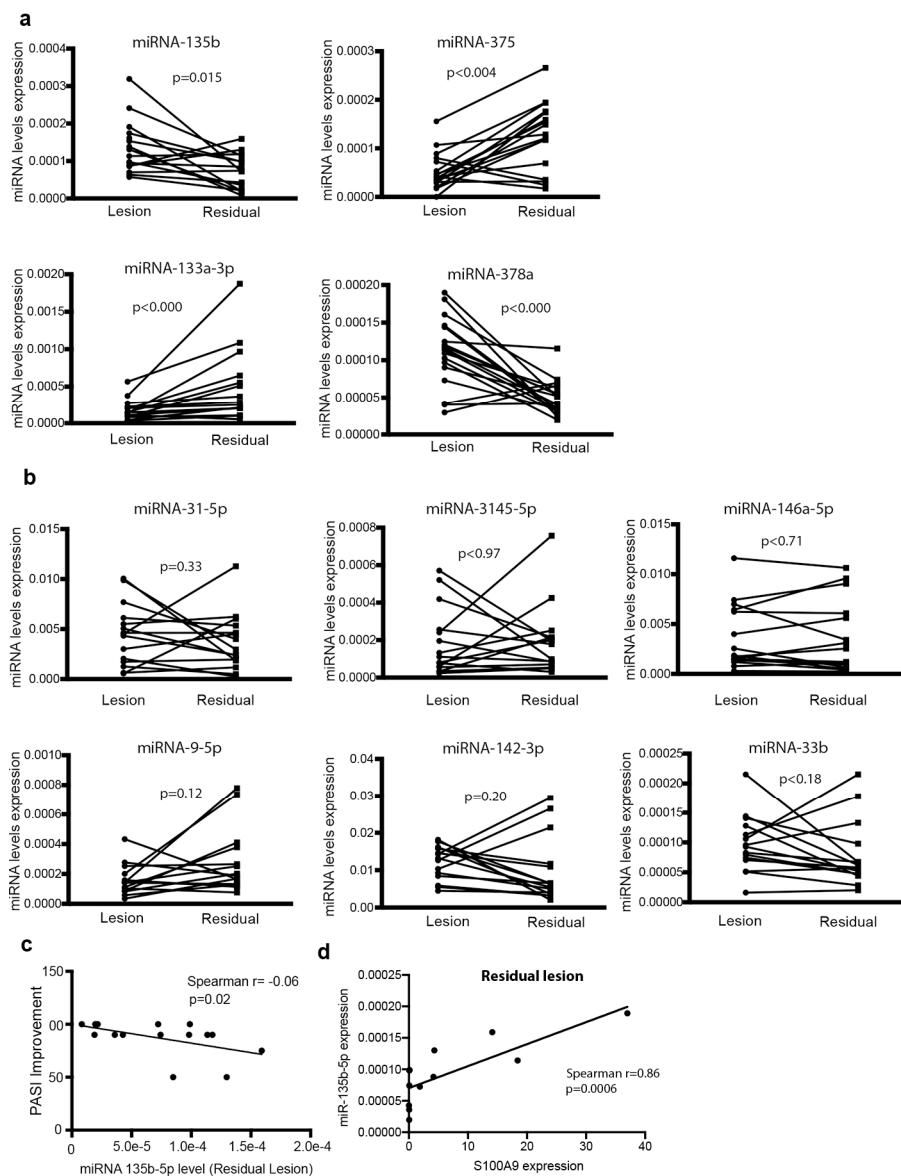 a
miRNA-135b
p=0.015
miRNA levels expression
0.0004
0.0003
0.0002
0.0001
0.0000
Lesion Residual
miRNA-375
p<0.004
miRNA levels expression
0.0003
0.0002
0.0001
0.0000
Lesion Residual
miRNA-133a-3p
p<0.000
miRNA levels expression
0.0020
0.0015
0.0010
0.0005
0.0000
Lesion Residual
miRNA-378a
p<0.000
miRNA levels expression
0.00020
0.00015
0.00010
0.00005
0.00000
Lesion Residual
b
miRNA-31-5p
p=0.33
miRNA levels expression
0.015
0.010
0.005
0.000
Lesion Residual
miRNA-3145-5p
p<0.97
miRNA levels expression
0.0008
0.0006
0.0004
0.0002
0.0000
Lesion Residual
miRNA-146a-5p
p<0.71
miRNA levels expression
0.015
0.010
0.005
0.000
Lesion Residual
miRNA-9-5p
p=0.12
miRNA levels expression
0.0010
0.0008
0.0006
0.0004
0.0002
0.0000
Lesion Residual
miRNA-142-3p
p=0.20
miRNA levels expression
0.04
0.03
0.02
0.01
0.00
Lesion Residual
miRNA-33b
p<0.18
miRNA levels expression
0.00025
0.00020
0.00015
0.00010
0.00005
0.00000
Lesion Residual
c
Spearman r= -0.06
p=0.02
PASI Improvement
150
00
50
0
0 5.0e-5 1.0e-4 1.5e-4 2.0e-4
miRNA 135b-5p level (Residual Lesion)
d
Residual lesion
miR-135b-5p expression
0.00025
0.00020
0.00015
0.00010
0.00005
0.00000
Spearman r=0.86
p=0.0006
0 10 20 30 40
S100A9 expression